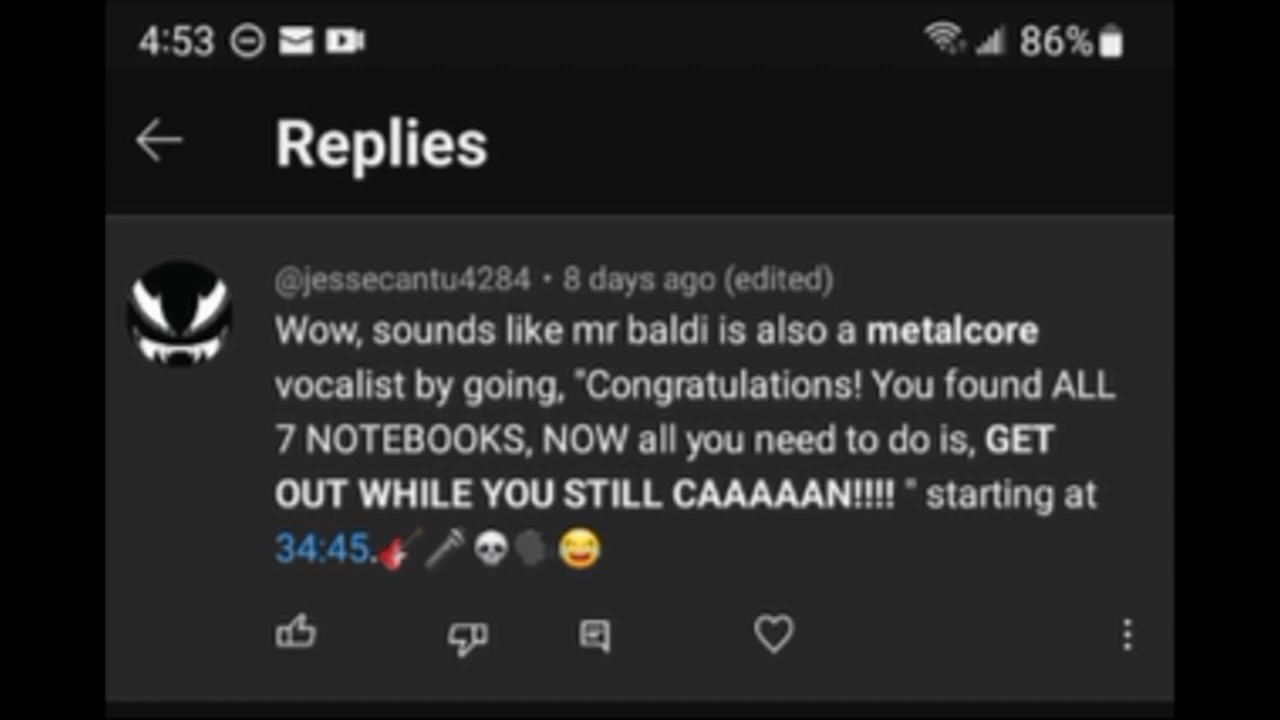 4:53 86%
Replies
@jessecantu4284 • 8 days ago (edited)
Wow, sounds like mr baldi is also a metalcore
vocalist by going, "Congratulations! You found ALL
7 NOTEBOOKS, NOW all you need to do is, GET
OUT WHILE YOU STILL CAAAAAN!!!! " starting at
34:45.🎸🎤💀🗣😂